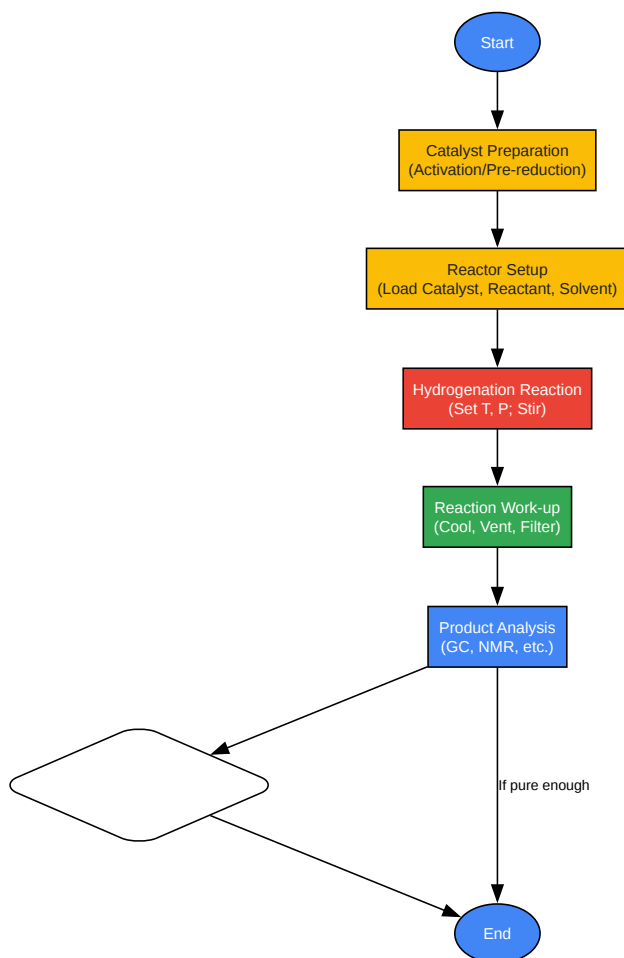 Start
Catalyst Preparation
(Activation/Pre-reduction)
Reactor Setup
(Load Catalyst, Reactant, Solvent)
Hydrogenation Reaction
(Set T, P; Stir)
Reaction Work-up
(Cool, Vent, Filter)
Product Analysis
(GC, NMR, etc.)
If pure enough
End